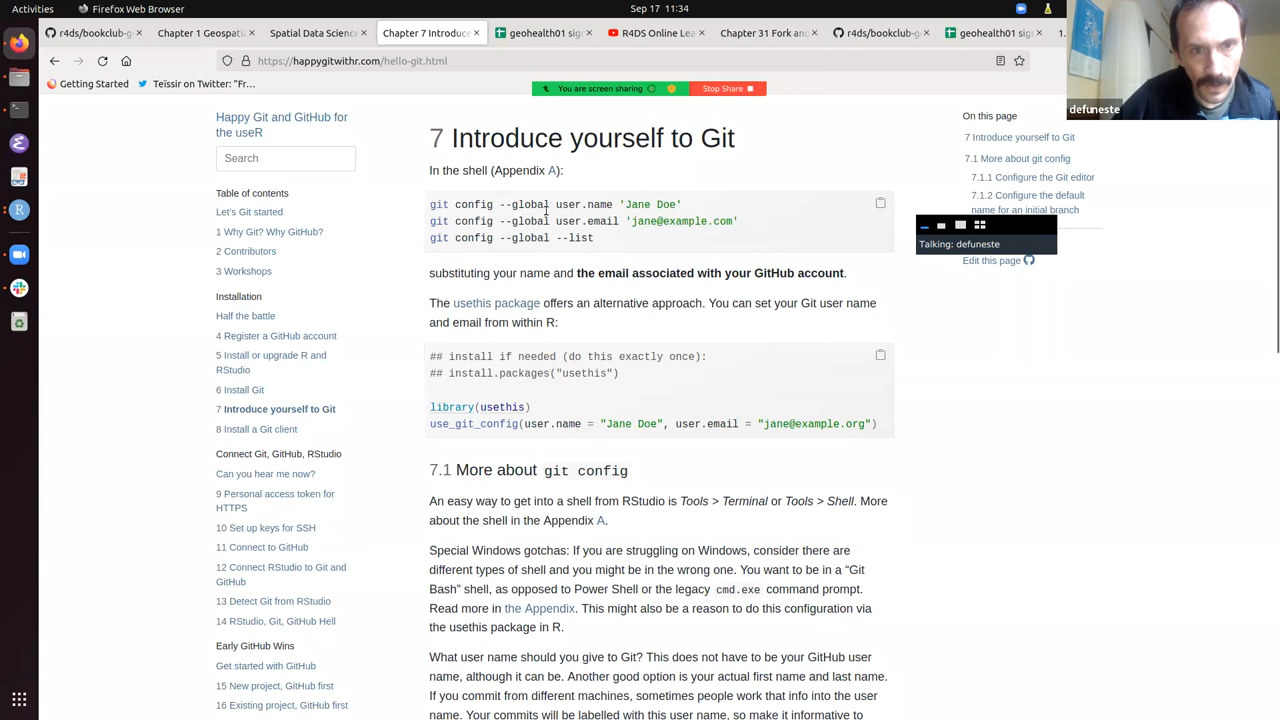 Activities
Firefox Web Browser
Sep 17 11:34
r4ds/bookclub-g
Chapter 1 Geospati
Spatial Data Scienc
Chapter 7 Introduce
geohealth01 sign
R4DS Online Lea
Chapter 31 Fork an
r4ds/bookclub-g
geohealth01 sign
1.
https://happygitwithr.com/hello-git.html
Getting Started
Teïssir on Twitter: "Fr…
You are screen sharing
Stop Share
defuneste
Happy Git and GitHub for
the useR
Search
Table of contents
Let's Git started
1 Why Git? Why GitHub?
2 Contributors
3 Workshops
Installation
Half the battle
4 Register a GitHub account
5 Install or upgrade R and
RStudio
6 Install Git
7 Introduce yourself to Git
8 Install a Git client
Connect Git, GitHub, RStudio
Can you hear me now?
9 Personal access token for
HTTPS
10 Set up keys for SSH
11 Connect to GitHub
12 Connect RStudio to Git and
GitHub
13 Detect Git from RStudio
14 RStudio, Git, GitHub Hell
Early GitHub Wins
Get started with GitHub
15 New project, GitHub first
16 Existing project, GitHub first
7 Introduce yourself to Git
In the shell (Appendix A):
git config --global user.name 'Jane Doe'
git config --global user.email 'jane@example.com'
git config --global --list
substituting your name and the email associated with your GitHub account.
The usethis package offers an alternative approach. You can set your Git user name
and email from within R:
## install if needed (do this exactly once):
## install.packages("usethis")
library(usethis)
use_git_config(user.name = "Jane Doe", user.email = "jane@example.org")
7.1 More about git config
An easy way to get into a shell from RStudio is Tools > Terminal or Tools > Shell. More
about the shell in the Appendix A.
Special Windows gotchas: If you are struggling on Windows, consider there are
different types of shell and you might be in the wrong one. You want to be in a “Git
Bash” shell, as opposed to Power Shell or the legacy cmd.exe command prompt.
Read more in the Appendix. This might also be a reason to do this configuration via
the usethis package in R.
What user name should you give to Git? This does not have to be your GitHub user
name, although it can be. Another good option is your actual first name and last name.
If you commit from different machines, sometimes people work that info into the user
name. Your commits will be labelled with this user name, so make it informative to
On this page
7 Introduce yourself to Git
7.1 More about git config
7.1.1 Configure the Git editor
7.1.2 Configure the default
name for an initial branch
Talking: defuneste
Edit this page